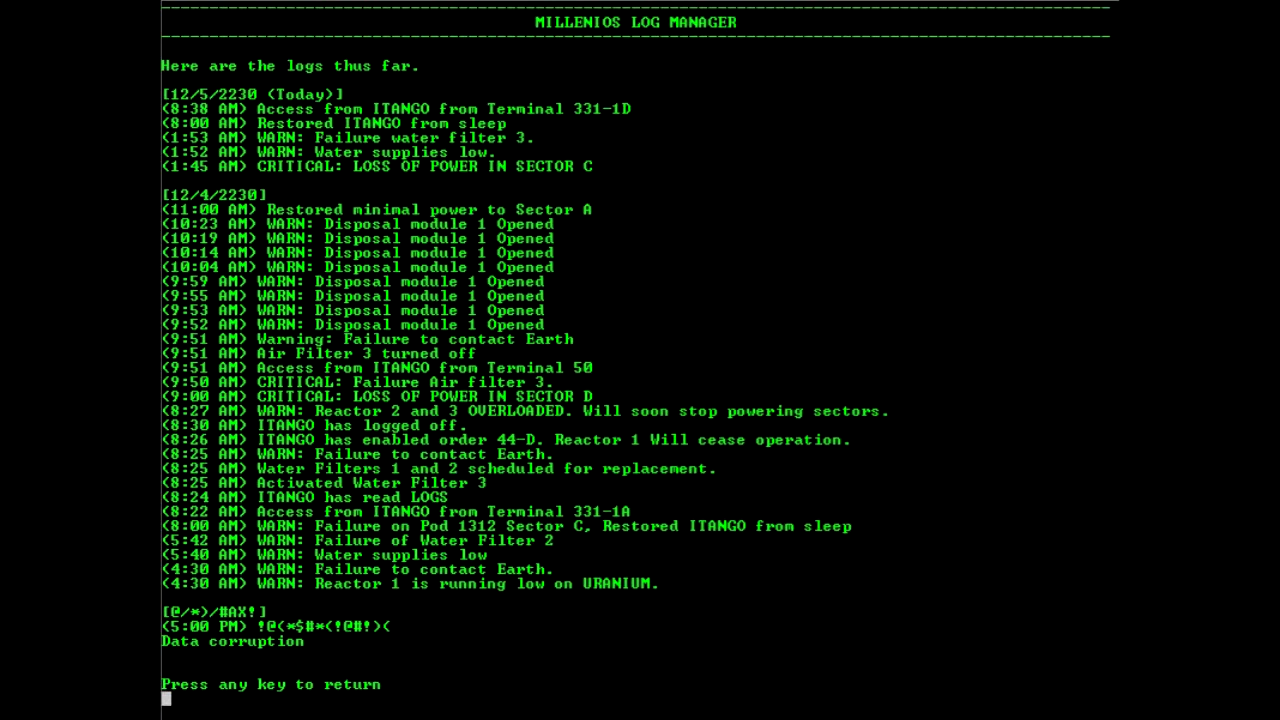 MILLENIOS LOG MANAGER
Here are the logs thus far.
[12/5/2230 (Today)]
(8:38 AM) Access from ITANGO from Terminal 331-1D
(8:00 AM) Restored ITANGO from sleep
(1:53 AM) WARN: Failure water filter 3.
(1:52 AM) WARN: Water supplies low.
(1:45 AM) CRITICAL: LOSS OF POWER IN SECTOR C
[12/4/2230]
(11:00 AM) Restored minimal power to Sector A
(10:23 AM) WARN: Disposal module 1 Opened
(10:19 AM) WARN: Disposal module 1 Opened
(10:14 AM) WARN: Disposal module 1 Opened
(10:04 AM) WARN: Disposal module 1 Opened
(9:59 AM) WARN: Disposal module 1 Opened
(9:55 AM) WARN: Disposal module 1 Opened
(9:53 AM) WARN: Disposal module 1 Opened
(9:52 AM) WARN: Disposal module 1 Opened
(9:51 AM) Warning: Failure to contact Earth
(9:51 AM) Air Filter 3 turned off
(9:51 AM) Access from ITANGO from Terminal 50
(9:50 AM) CRITICAL: Failure Air filter 3.
(9:00 AM) CRITICAL: LOSS OF POWER IN SECTOR D
(8:27 AM) WARN: Reactor 2 and 3 OVERLOADED. Will soon stop powering sectors.
(8:30 AM) ITANGO has logged off.
(8:26 AM) ITANGO has enabled order 44-D. Reactor 1 Will cease operation.
(8:25 AM) WARN: Failure to contact Earth.
(8:25 AM) Water Filters 1 and 2 scheduled for replacement.
(8:25 AM) Activated Water Filter 3
(8:24 AM) ITANGO has read LOGS
(8:22 AM) Access from ITANGO from Terminal 331-1A
(8:00 AM) WARN: Failure on Pod 1312 Sector C, Restored ITANGO from sleep
(5:42 AM) WARN: Failure of Water Filter 2
(5:40 AM) WARN: Water supplies low
(4:30 AM) WARN: Failure to contact Earth.
(4:30 AM) WARN: Reactor 1 is running low on URANIUM.
[@/*)/#AX!]
(5:00 PM) !@(*$#*(!@#!)(
Data corruption
Press any key to return